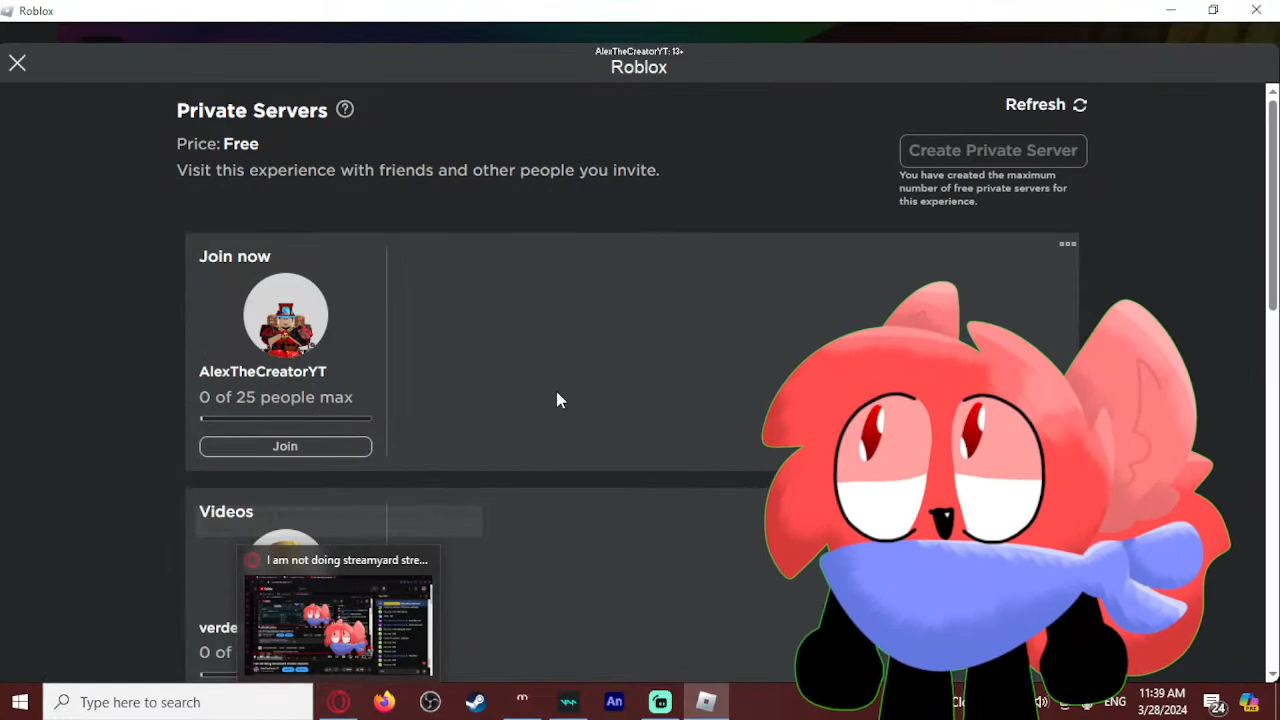 Roblox
AlexTheCreatorYT: 13+
Roblox
Private Servers
Refresh
Price: Free
Create Private Server
Visit this experience with friends and other people you invite.
You have created the maximum
number of free private servers for
this experience.
Join now
AlexTheCreatorYT
0 of 25 people max
Join
Videos
I am not doing streamyard stre...
verde
0 of
Type here to search
An
ENG
11:39 AM
3/28/2024
24
PRE